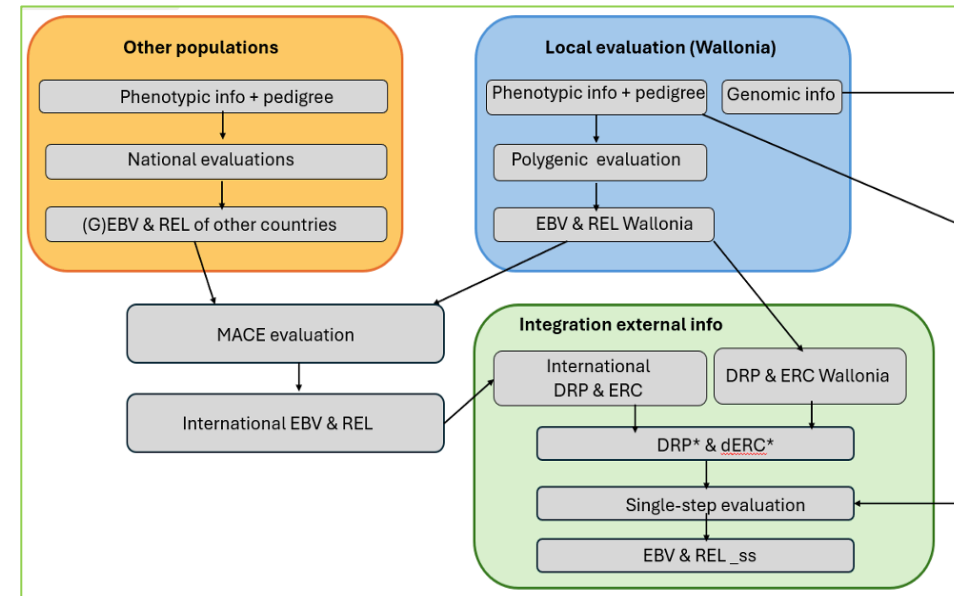 Other populations
Phenotypic info + pedigree
National evaluations
(G)EBV & REL of other countries
Local evaluation (Wallonia)
Phenotypic info + pedigree
Genomic info
Polygenic evaluation
EBV & REL Wallonia
MACE evaluation
International EBV & REL
Integration external info
International
DRP & ERC
DRP & ERC Wallonia
DRP* & dERC*
Single-step evaluation
EBV & REL _ss